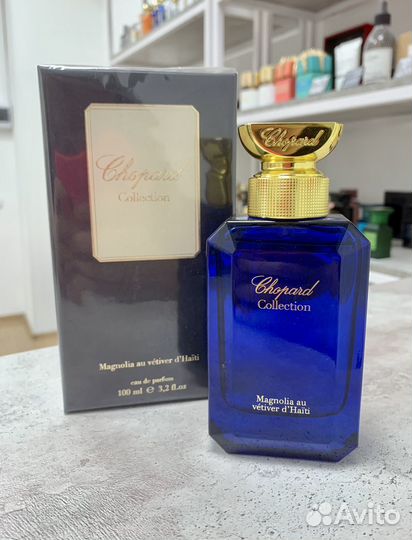 Chopard
Collection
Magnolia au vétiver d'Haïti
eau de parfum
100 ml ℮ 3,2 fl.oz
Chopard
Chopard
Collection
Magnolia au
vétiver d'Haïti
Avito